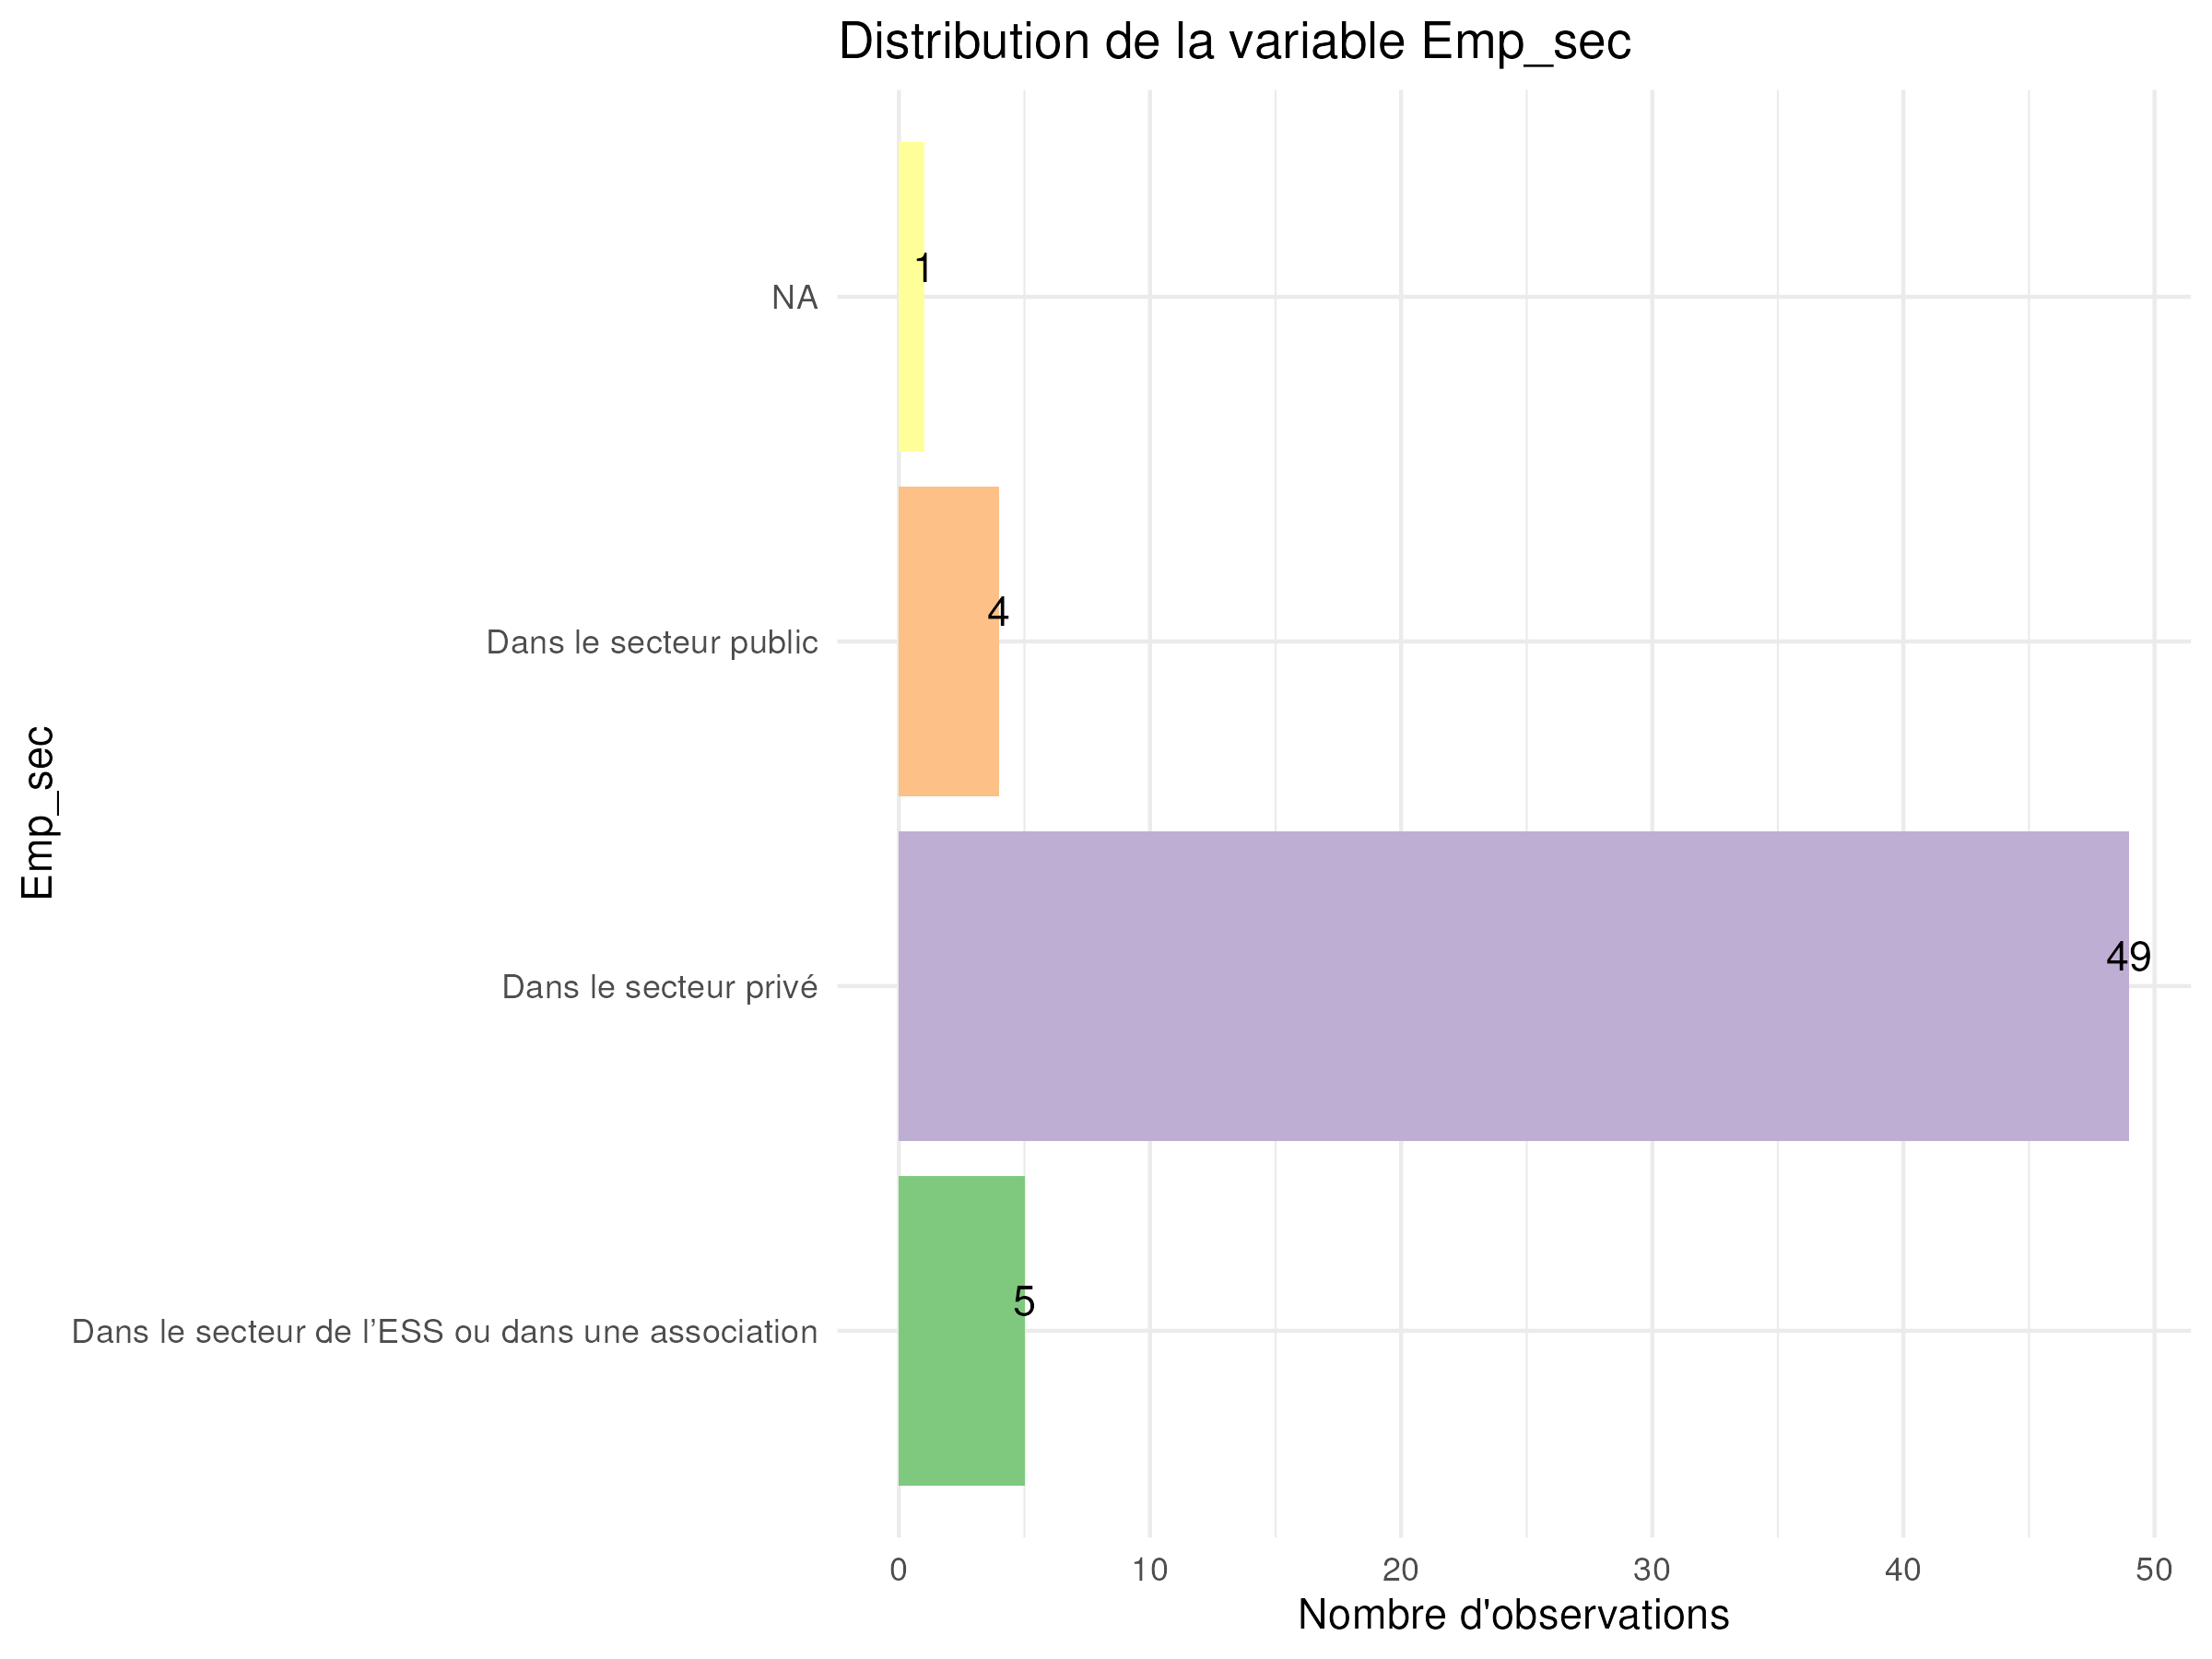 Distribution de la variable Emp_sec
Emp_sec
NA
1
Dans le secteur public
4
Dans le secteur privé
49
Dans le secteur de l’ESS ou dans une association
5
0 10 20 30 40 50
Nombre d'observations